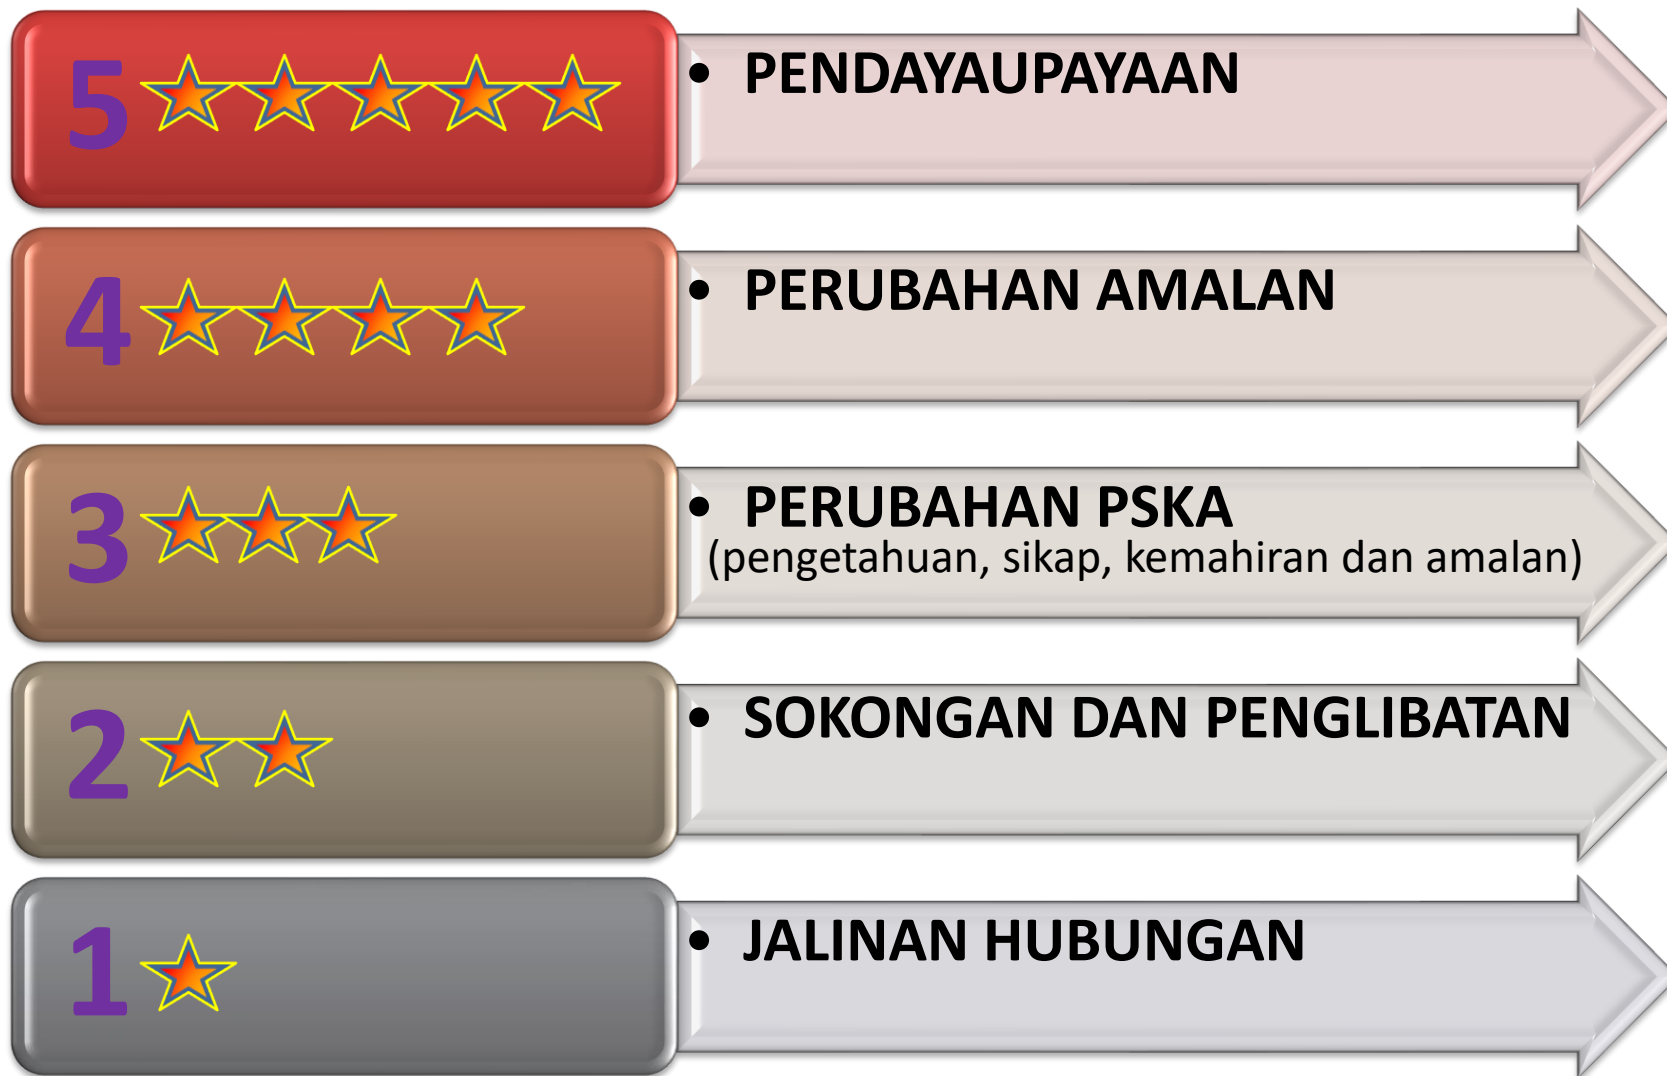 5
• PENDAYAUPAYAAN
4
• PERUBAHAN AMALAN
3
• PERUBAHAN PSKA
(pengetahuan, sikap, kemahiran dan amalan)
2
• SOKONGAN DAN PENGLIBATAN
1
• JALINAN HUBUNGAN